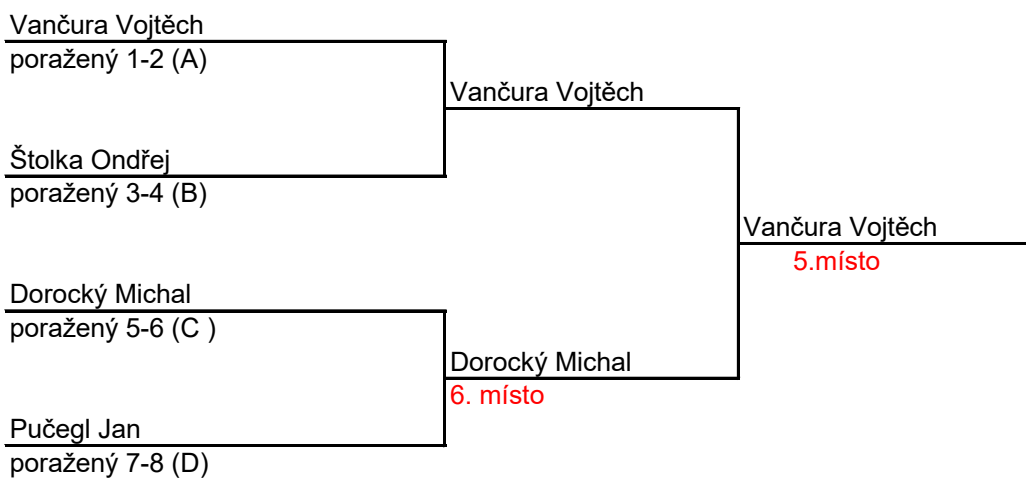 Vančura Vojtěch
poražený 1-2 (A)
Vančura Vojtěch
Štolka Ondřej
poražený 3-4 (B)
Vančura Vojtěch
5.místo
Dorocký Michal
poražený 5-6 (C )
Dorocký Michal
6. místo
Pučegl Jan
poražený 7-8 (D)